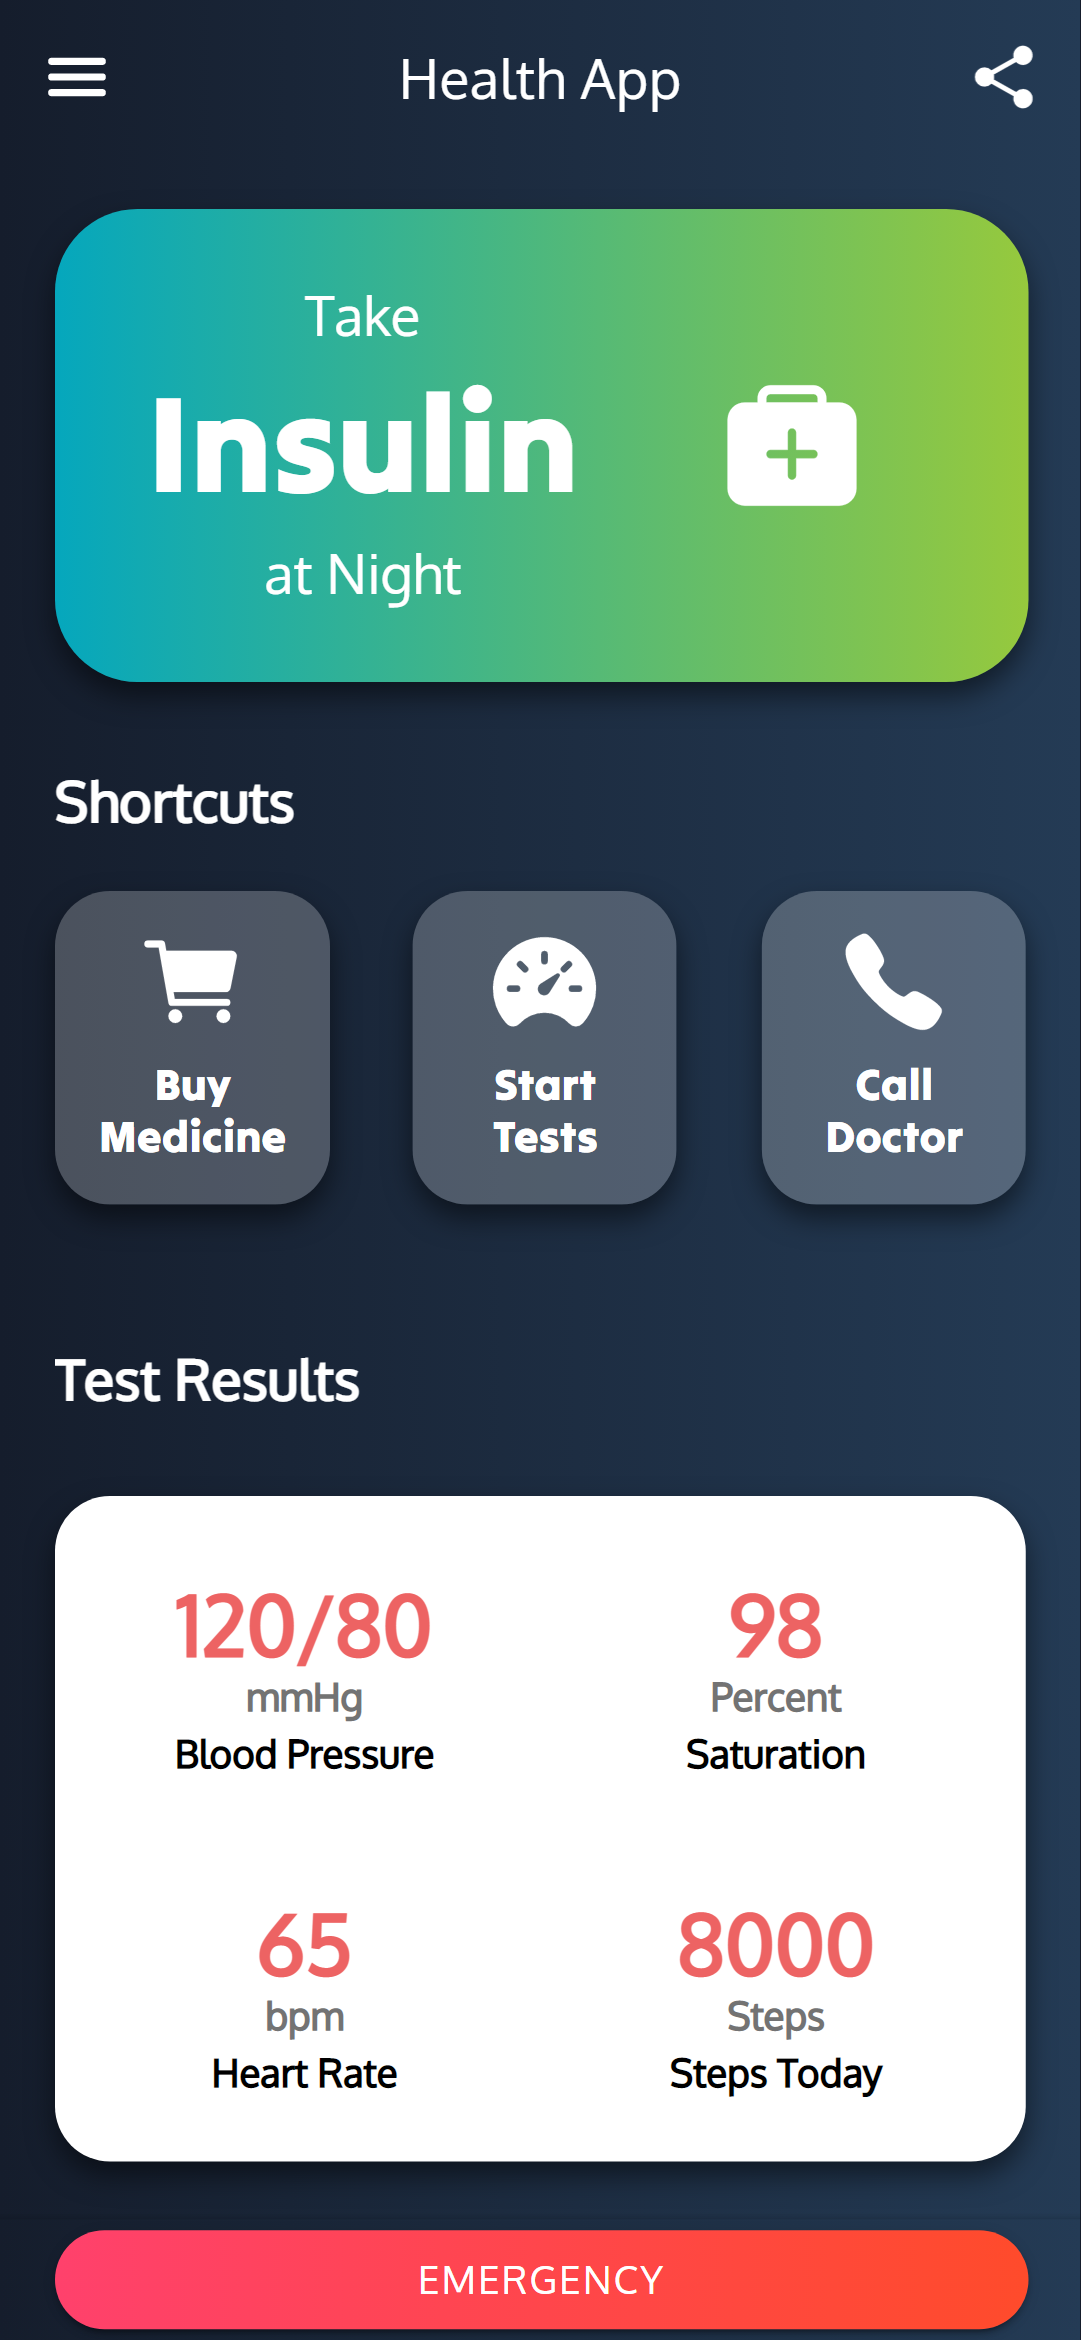 Health App
Take
Insulin
at Night
Shortcuts
Buy
Medicine
Start
Tests
Call
Doctor
Test Results
120/80
mmHg
Blood Pressure
98
Percent
Saturation
65
bpm
Heart Rate
8000
Steps
Steps Today
EMERGENCY